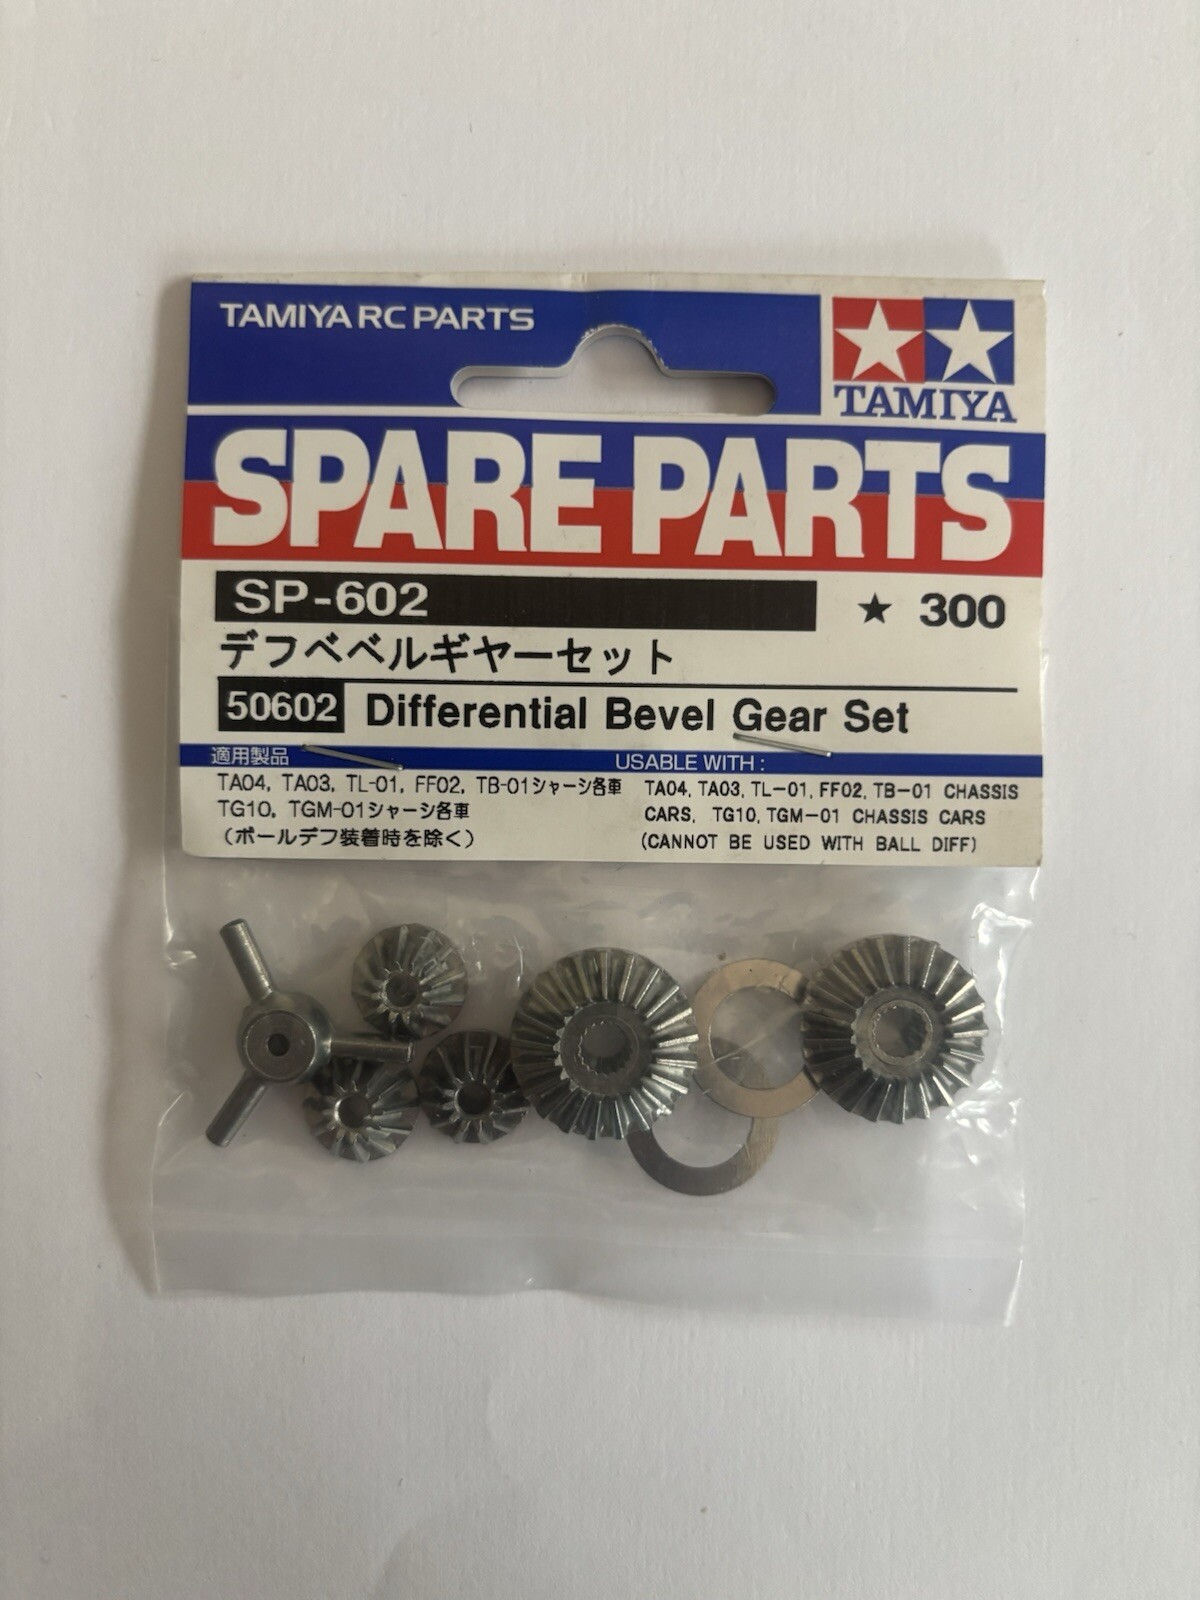 TAMIYA RC PARTS
TAMIYA
SPARE PARTS
SP-602
★ 300
デフベベルギヤーセット
50602 Differential Bevel Gear Set
適用製品
USABLE WITH :
TA04, TA03, TL-01, FF02, TB-01シャーシ各車
TG10, TGM-01シャーシ各車
(ボールデフ装着時を除く)
TA04, TA03, TL-01, FF02, TB-01 CHASSIS
CARS, TG10, TGM-01 CHASSIS CARS
(CANNOT BE USED WITH BALL DIFF)